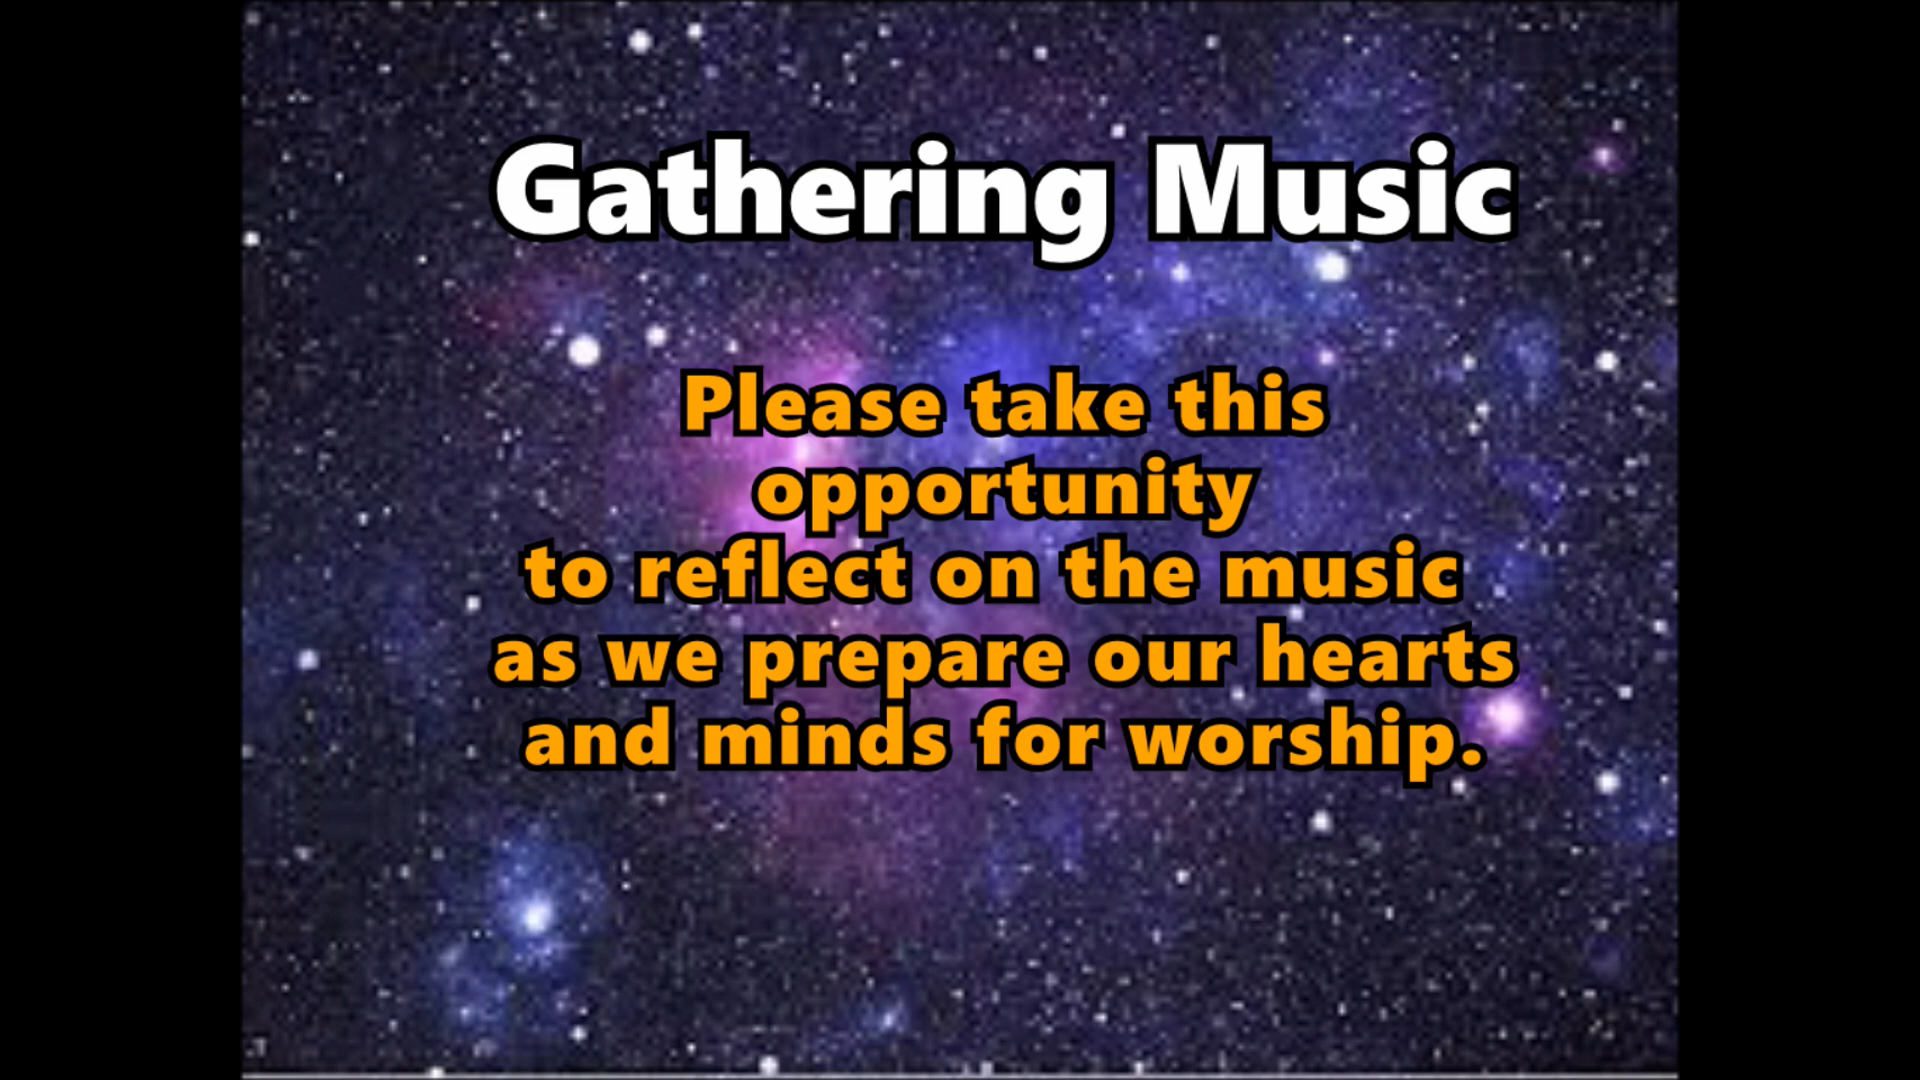 Gathering Music
Please take this
opportunity
to reflect on the music
as we prepare our hearts
and minds for worship.